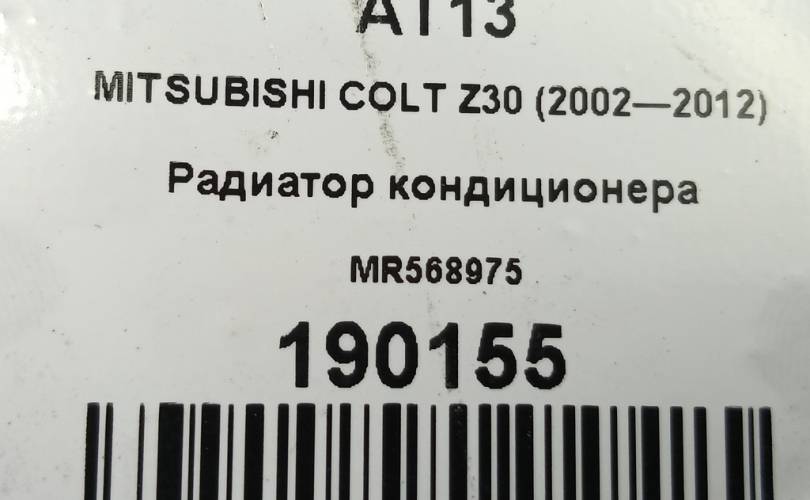 AT13
MITSUBISHI COLT Z30 (2002—2012)
Радиатор кондиционера
MR568975
190155